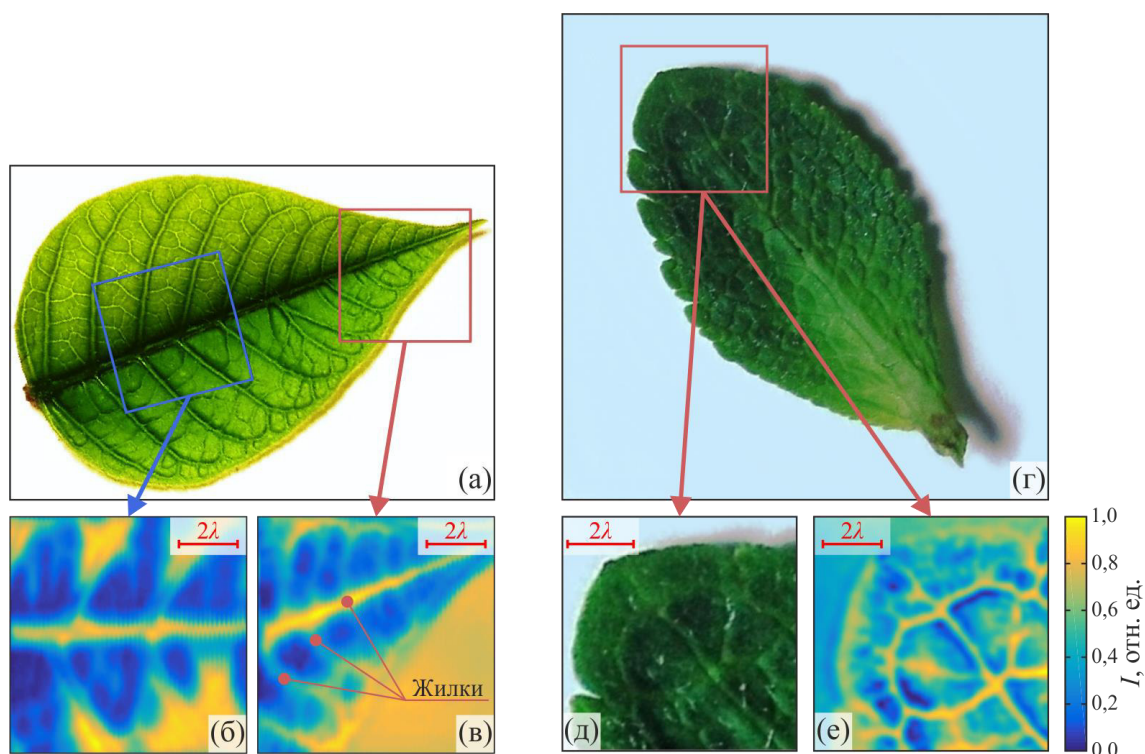 (а)
(г)
2λ
(б)
2λ
Жилки
(в)
2λ
(д)
2λ
(е)
1,0
0,8
0,6
0,4
0,2
0,0
I, отн. ед.